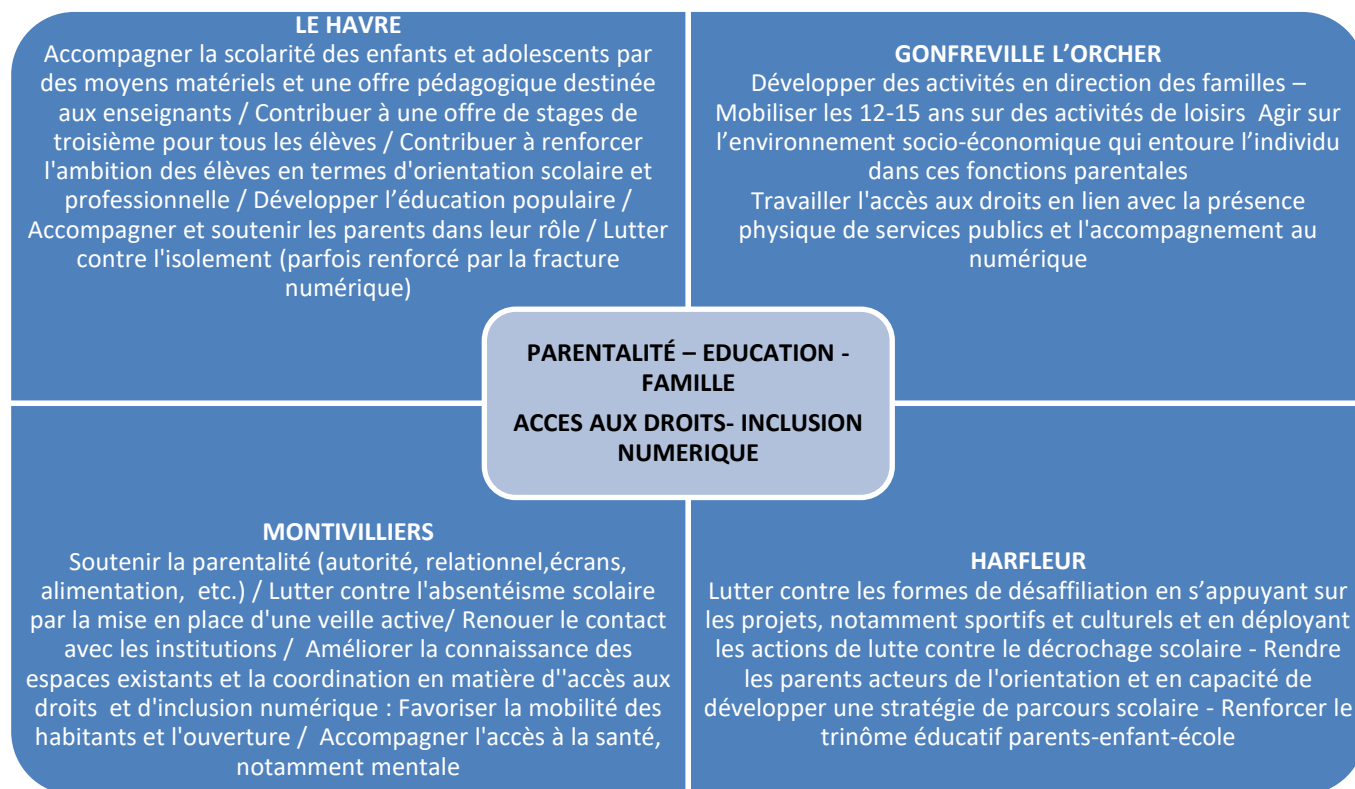 LE HAVRE
Accompagner la scolarité des enfants et adolescents par
des moyens matériels et une offre pédagogique destinée
aux enseignants / Contribuer à une offre de stages de
troisième pour tous les élèves / Contribuer à renforcer
l'ambition des élèves en termes d'orientation scolaire et
professionnelle / Développer l’éducation populaire /
Accompagner et soutenir les parents dans leur rôle / Lutter
contre l'isolement (parfois renforcé par la fracture
numérique)
GONFREVILLE L’ORCHER
Développer des activités en direction des familles –
Mobiliser les 12-15 ans sur des activités de loisirs Agir sur
l’environnement socio-économique qui entoure l’individu
dans ces fonctions parentales
Travailler l'accès aux droits en lien avec la présence
physique de services publics et l'accompagnement au
numérique
PARENTALITÉ – EDUCATION -
FAMILLE
ACCES AUX DROITS- INCLUSION
NUMERIQUE
MONTIVILLIERS
Soutenir la parentalité (autorité, relationnel,écrans,
alimentation, etc.) / Lutter contre l'absentéisme scolaire
par la mise en place d'une veille active/ Renouer le contact
avec les institutions / Améliorer la connaissance des
espaces existants et la coordination en matière d''accès aux
droits et d'inclusion numérique : Favoriser la mobilité des
habitants et l'ouverture / Accompagner l'accès à la santé,
notamment mentale
HARFLEUR
Lutter contre les formes de désaffiliation en s’appuyant sur
les projets, notamment sportifs et culturels et en déployant
les actions de lutte contre le décrochage scolaire - Rendre
les parents acteurs de l'orientation et en capacité de
développer une stratégie de parcours scolaire - Renforcer le
trinôme éducatif parents-enfant-école